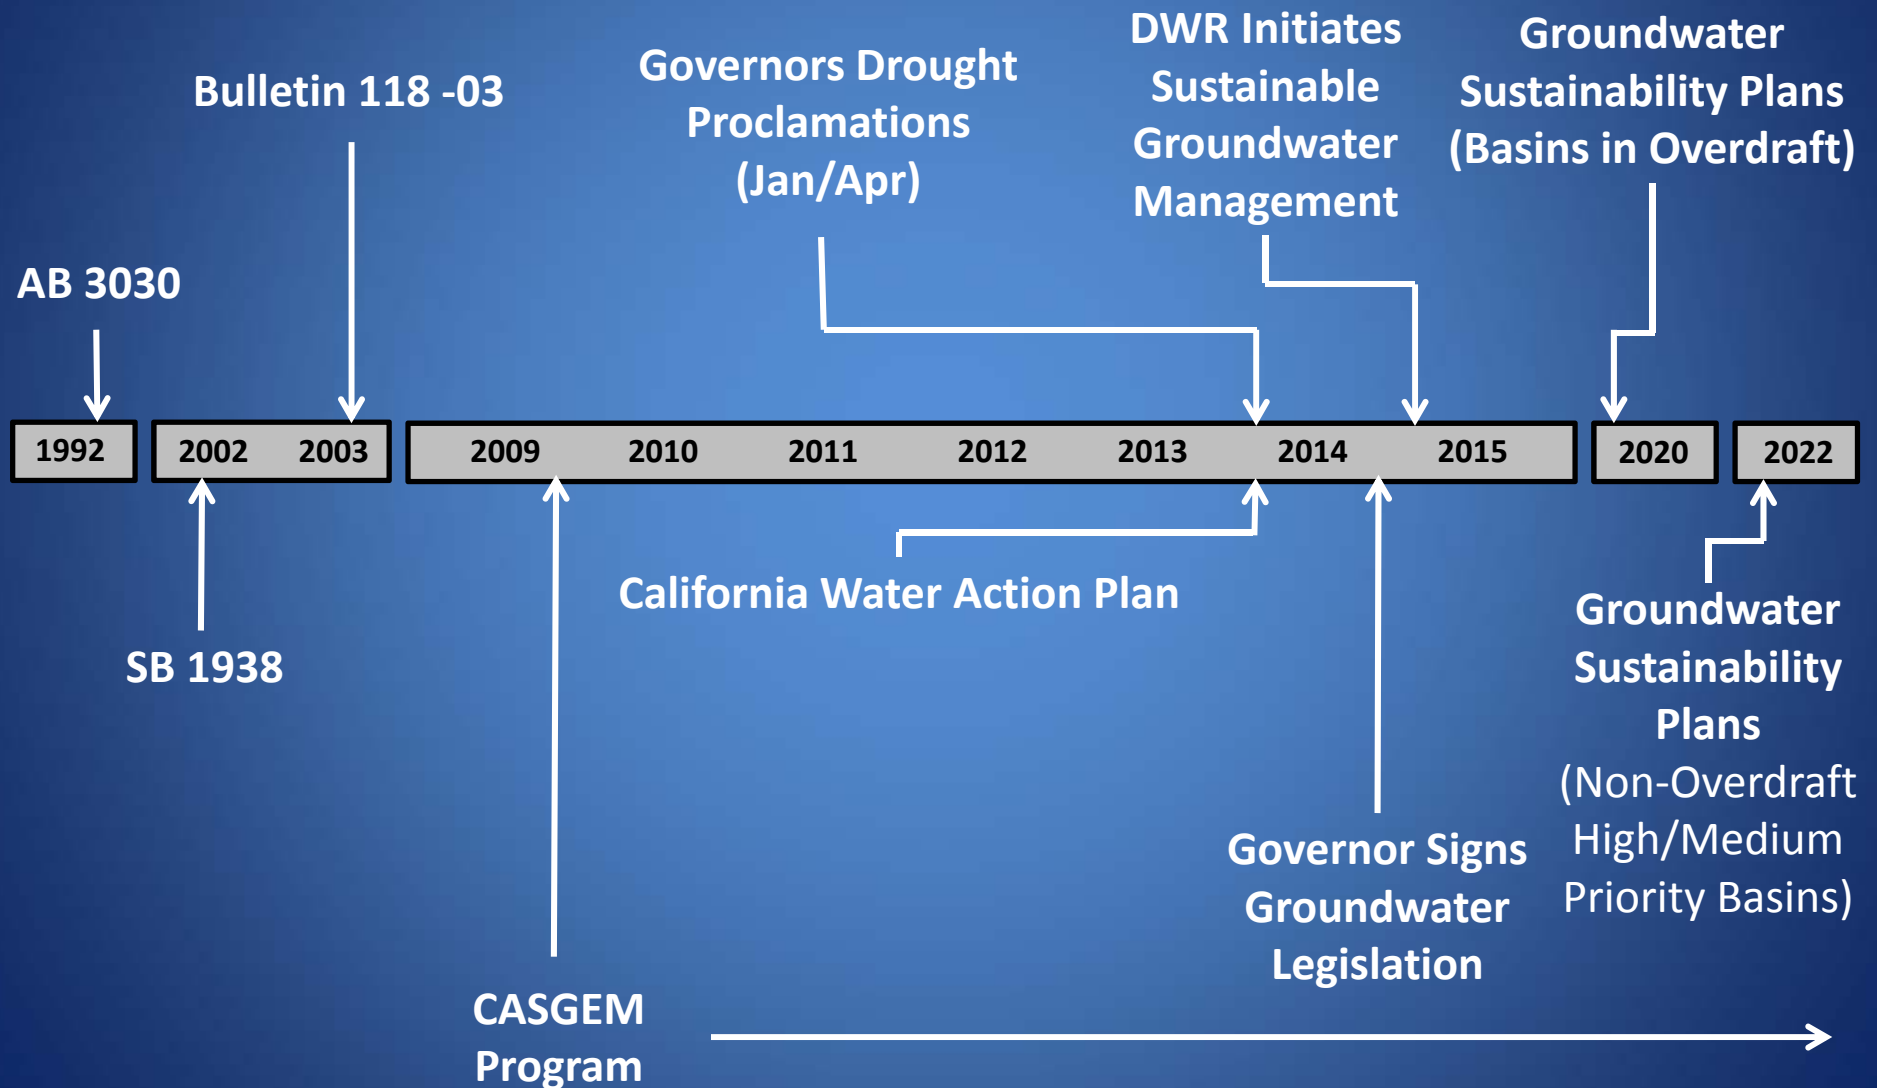 Bulletin 118 -03
Governors Drought
Proclamations
(Jan/Apr)
DWR Initiates
Sustainable
Groundwater
Management
Groundwater
Sustainability Plans
(Basins in Overdraft)
AB 3030
1992
2002
2003
2009
2010
2011
2012
2013
2014
2015
2020
2022
SB 1938
California Water Action Plan
CASGEM
Program
Governor Signs
Groundwater
Legislation
Groundwater
Sustainability
Plans
(Non-Overdraft
High/Medium
Priority Basins)